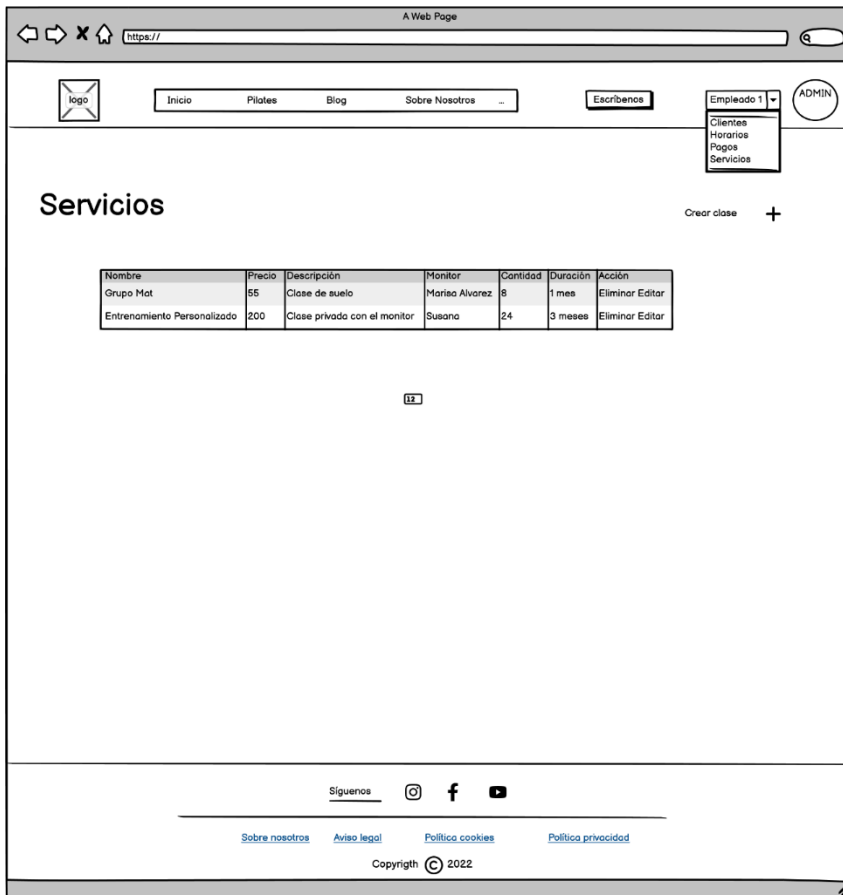 A Web Page
https://
logo
Inicio Pilates Blog Sobre Nosotros ...
Escríbenos
Empleado 1
ADMIN
Clientes
Horarios
Pagos
Servicios
Servicios
Crear clase
Nombre Precio Descripción Monitor Cantidad Duración Acción
Grupo Mat 55 Clase de suelo Marisa Alvarez 8 1 mes Eliminar Editar
Entrenamiento Personalizado 200 Clase privada con el monitor Susana 24 3 meses Eliminar Editar
12
Síguenos
Sobre nosotros Aviso legal Política cookies Política privacidad
Copyrigth © 2022